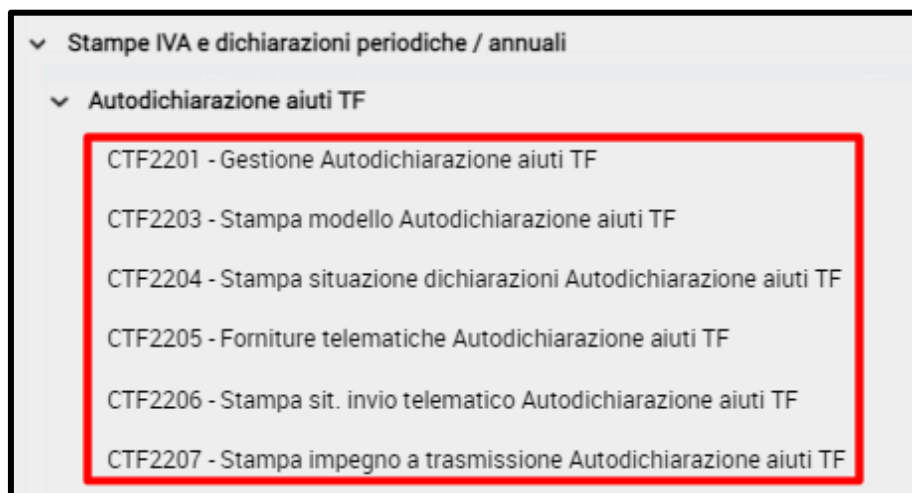 Stampe IVA e dichiarazioni periodiche / annuali
Autodichiarazione aiuti TF
CTF2201 - Gestione Autodichiarazione aiuti TF
CTF2203 - Stampa modello Autodichiarazione aiuti TF
CTF2204 - Stampa situazione dichiarazioni Autodichiarazione aiuti TF
CTF2205 - Forniture telematiche Autodichiarazione aiuti TF
CTF2206 - Stampa sit. invio telematico Autodichiarazione aiuti TF
CTF2207 - Stampa impegno a trasmissione Autodichiarazione aiuti TF